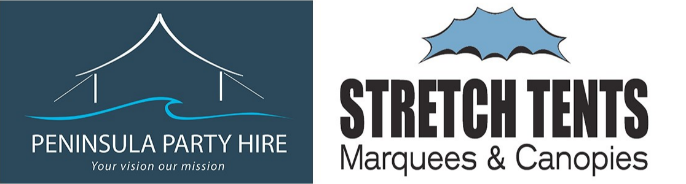 PENINSULA PARTY HIRE
Your vision our mission
STRETCH TENTS
Marquees & Canopies